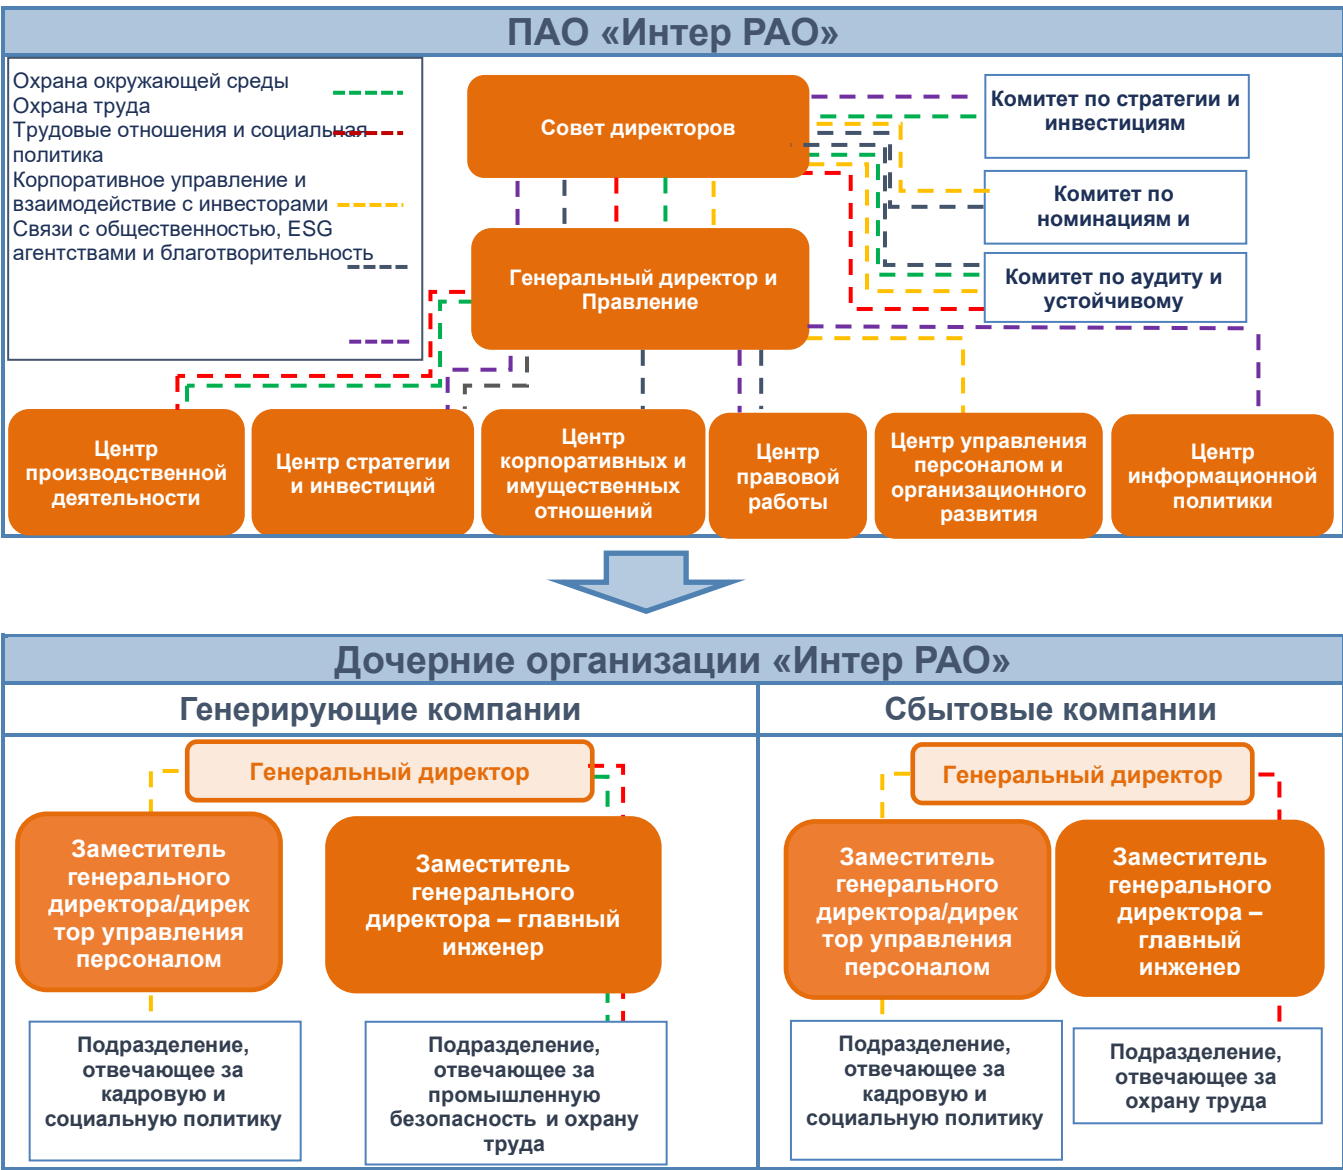 ПАО «Интер РАО»
Охрана окружающей среды
Охрана труда
Трудовые отношения и социальная
политика
Корпоративное управление и
взаимодействие с инвесторами
Связи с общественностью, ESG
агентствами и благотворительность
Совет директоров
Комитет по стратегии и
инвестициям
Комитет по
номинациям и
Комитет по аудиту и
устойчивому
Генеральный директор и
Правление
Центр
производственной
деятельности
Центр стратегии
и инвестиций
Центр
корпоративных и
имущественных
отношений
Центр
правовой
работы
Центр управления
персоналом и
организационного
развития
Центр
информационной
политики
Дочерние организации «Интер РАО»
Генерирующие компании
Сбытовые компании
Генеральный директор
Заместитель
генерального
директора/дирек
тор управления
персоналом
Заместитель
генерального
директора – главный
инженер
Подразделение,
отвечающее за
кадровую и
социальную политику
Подразделение,
отвечающее за
промышленную
безопасность и охрану
труда
Генеральный директор
Заместитель
генерального
директора/дирек
тор управления
персоналом
Заместитель
генерального
директора –
главный
инженер
Подразделение,
отвечающее за
кадровую и
социальную политику
Подразделение,
отвечающее за
охрану труда